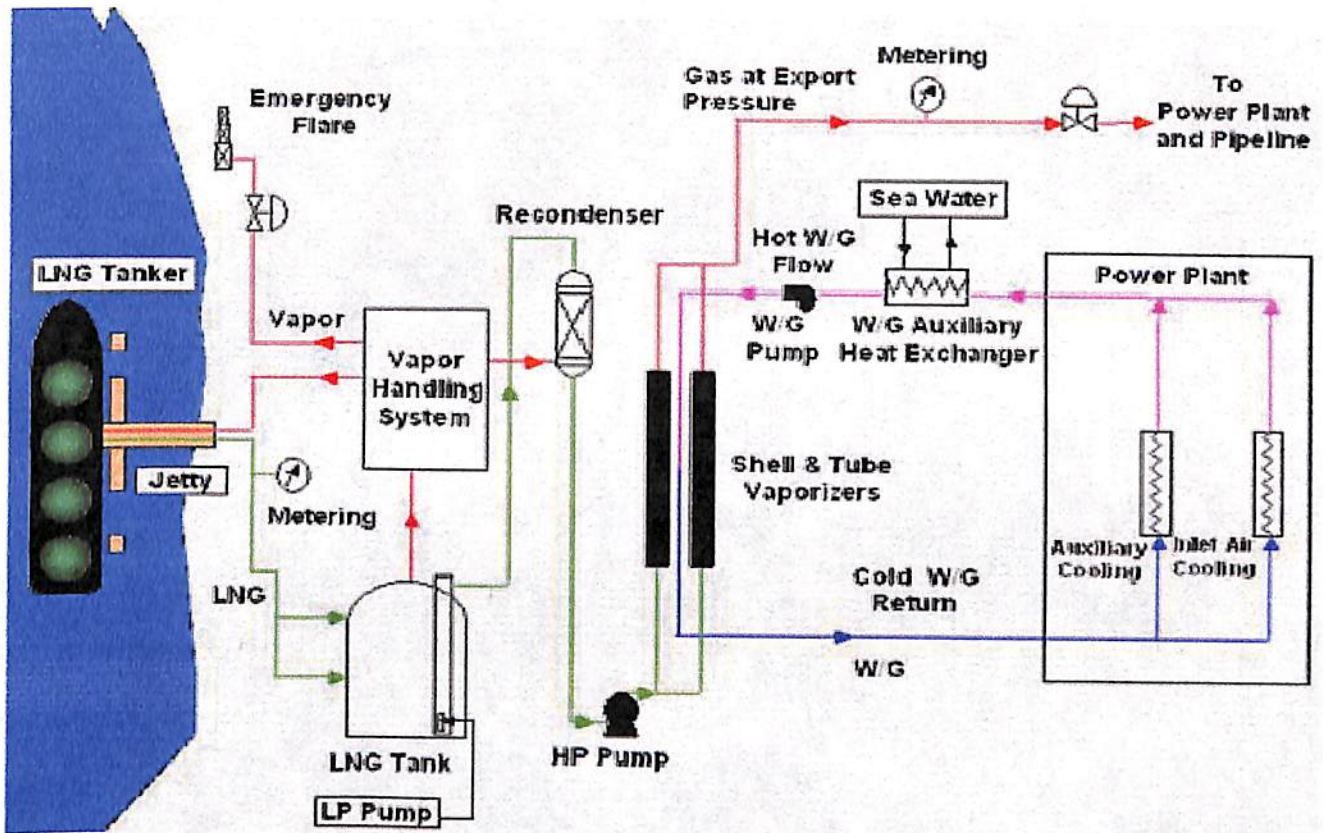 Emergency
Flare
LNG Tanker
Vapor
Vapor
Handling
System
Jetty
Metering
LNG
LNG Tank
LP Pump
Recondenser
HP Pump
Gas at Export
Pressure
Metering
To
Power Plant
and Pipeline
Sea Water
Hot W/G
Flow
W/G
Pump
W/G Auxiliary
Heat Exchanger
Power Plant
Shell & Tube
Vaporizers
Auxiliary
Cooling
Inlet Air
Cooling
Cold W/G
Return
W/G